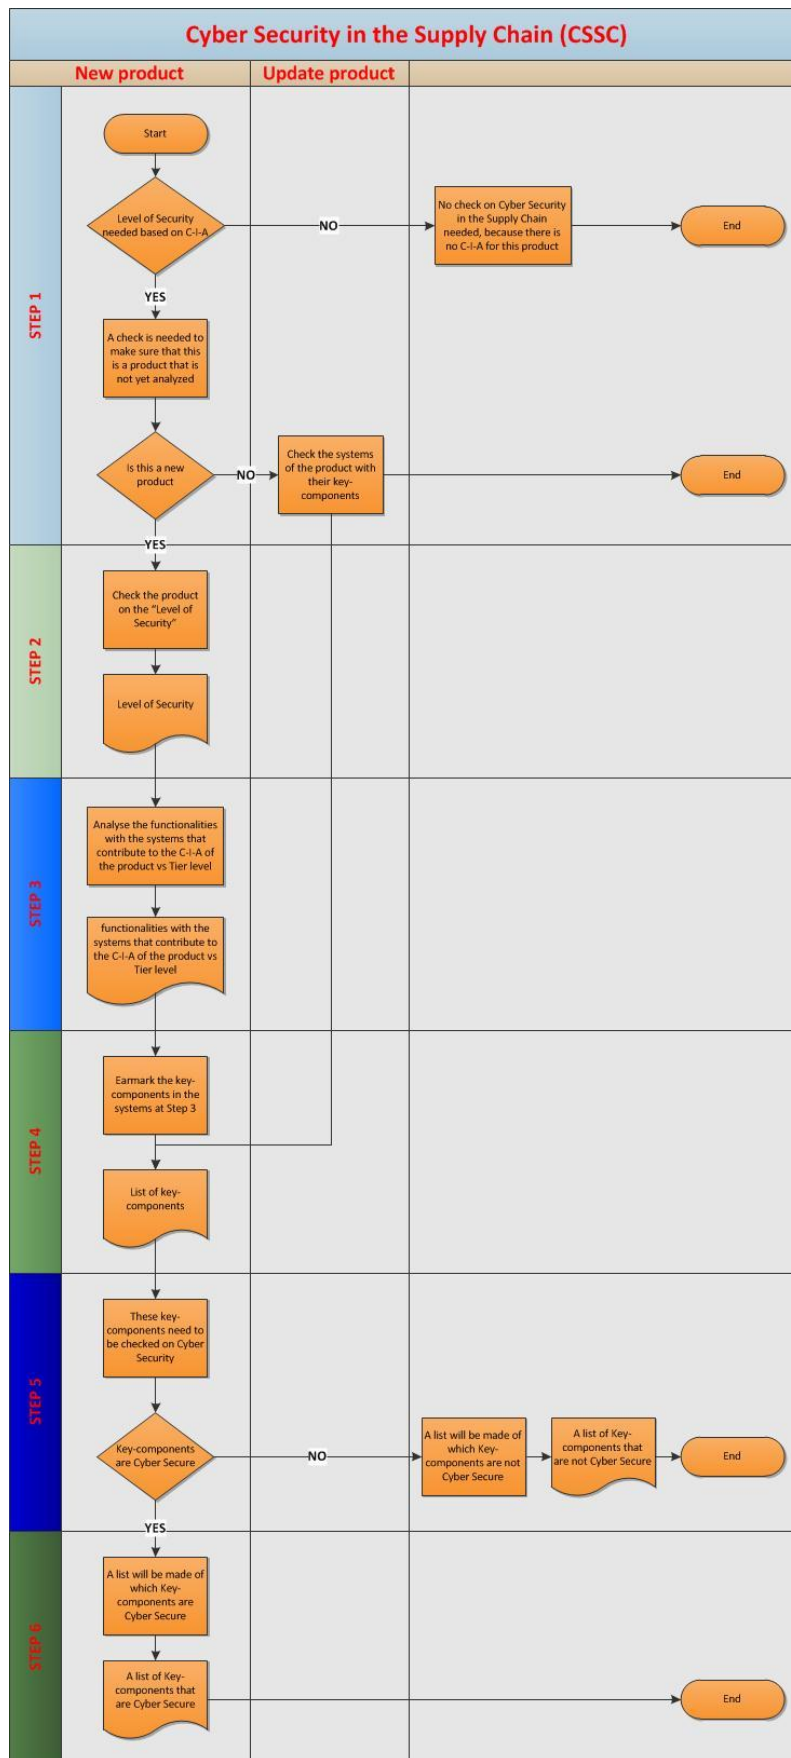 Cyber Security in the Supply Chain (CSSC)
New product
Update product
STEP 1
Start
Level of Security
needed based on C-I-A
NO
No check on Cyber Security
in the Supply Chain
needed, because there is
no C-I-A for this product
End
YES
A check is needed to
make sure that this
is a product that is
not yet analyzed
Is this a new
product
NO
Check the systems
of the product with
their key-
components
End
YES
STEP 2
Check the product
on the “Level of
Security”
Level of Security
STEP 3
Analyse the functionalities
with the systems that
contribute to the C-I-A of
the product vs Tier level
functionalities with the
systems that contribute to
the C-I-A of the product vs
Tier level
STEP 4
Earmark the key-
components in the
systems at Step 3
List of key-
components
STEP 5
These key-
components need to
be checked on Cyber
Security
Key-components
are Cyber Secure
NO
A list will be made of
which Key-
components are not
Cyber Secure
A list of Key-
components that
are not Cyber Secure
End
YES
STEP 6
A list will be made of
which Key-
components are
Cyber Secure
A list of Key-
components that
are Cyber Secure
End